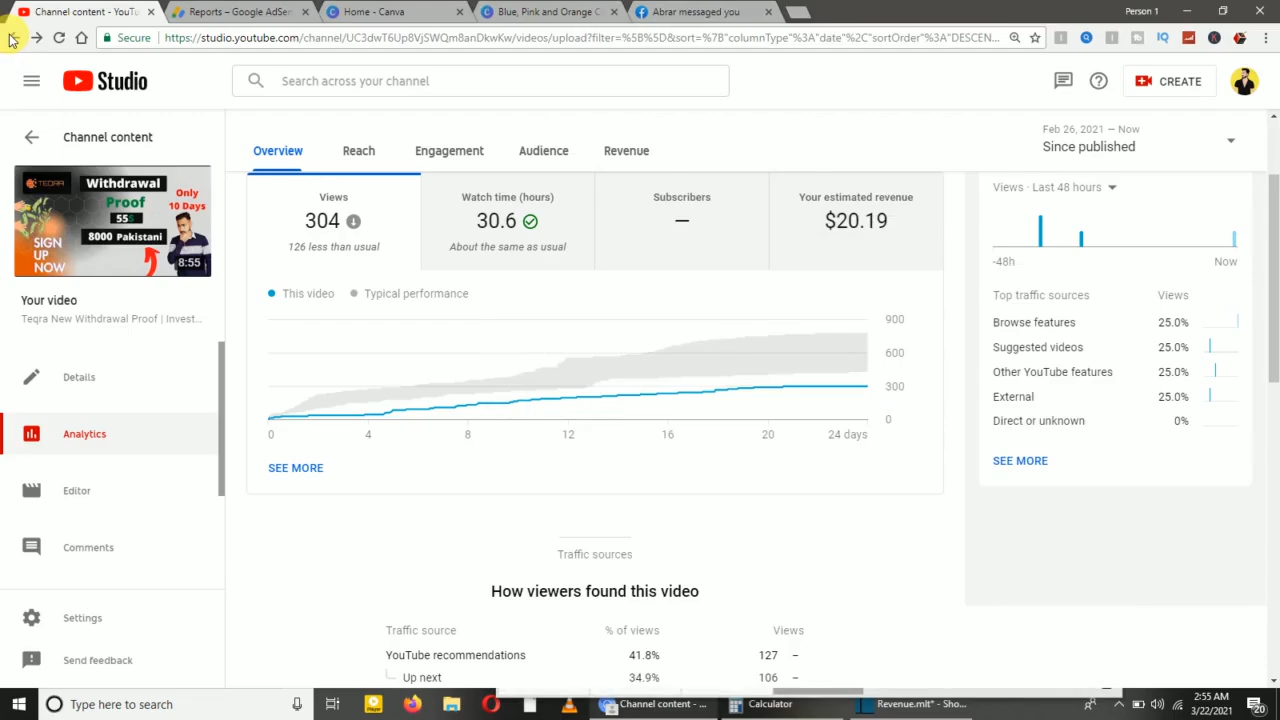 Content - YouTu
Reports – Google AdSen
Home - Canva
Blue, Pink and Orange C
Abrar messaged you
Person 1
Secure
https://studio.youtube.com/channel/UC3dwT6Up8VjSWQm8anDkwKw/videos/upload?filter=%5B%5D&sort=%7B"columnType"%3A"date"%2C"sortOrder"%3A"DESCEN...
Studio
Search across your channel
CREATE
Channel content
Overview
Reach
Engagement
Audience
Revenue
Feb 26, 2021 — Now
Since published
TEQRA
Withdrawal
Proof
55$
8000 Pakistani
Only
10 Days
SIGN
UP
NOW
8:55
Your video
Teqra New Withdrawal Proof | Invest...
Details
Analytics
Editor
Comments
Settings
Send feedback
Views
304
126 less than usual
Watch time (hours)
30.6
About the same as usual
Subscribers
—
Your estimated revenue
$20.19
This video
Typical performance
900
600
300
0
0 4 8 12 16 20 24 days
SEE MORE
Traffic sources
How viewers found this video
Traffic source % of views Views
YouTube recommendations 41.8% 127 –
Up next 34.9% 106 –
Views · Last 48 hours
-48h Now
Top traffic sources Views
Browse features 25.0%
Suggested videos 25.0%
Other YouTube features 25.0%
External 25.0%
Direct or unknown 0%
SEE MORE
Type here to search
Channel content - ...
Calculator
Revenue.mlt* - Sho...
2:55 AM
3/22/2021
20